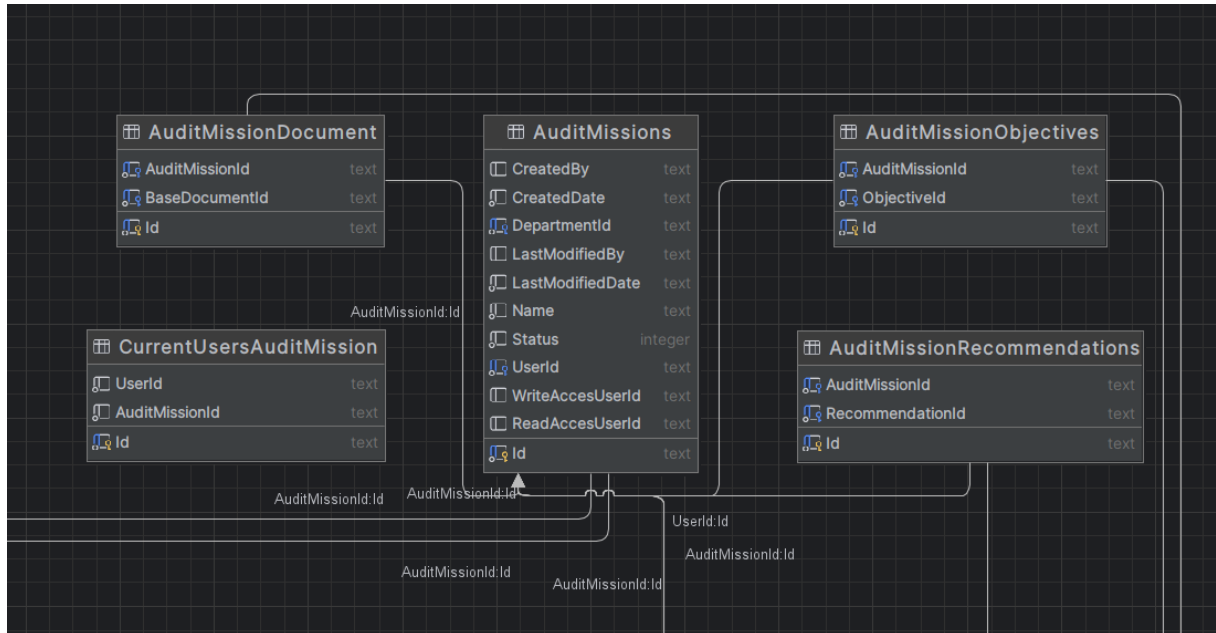 AuditMissionDocument
AuditMissionId text
BaseDocumentId text
Id text
AuditMissions
CreatedBy text
CreatedDate text
DepartmentId text
LastModifiedBy text
LastModifiedDate text
Name text
Status integer
UserId text
WriteAccesUserId text
ReadAccesUserId text
Id text
AuditMissionObjectives
AuditMissionId text
ObjectiveId text
Id text
AuditMissionId:Id
CurrentUsersAuditMission
UserId text
AuditMissionId text
Id text
AuditMissionRecommendations
AuditMissionId text
RecommendationId text
Id text
AuditMissionId:Id
AuditMissionId:Id
UserId:Id
AuditMissionId:Id
AuditMissionId:Id
AuditMissionId:Id